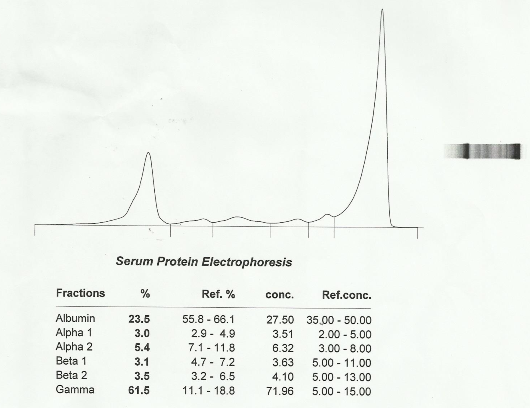 Serum Protein Electrophoresis
Fractions % Ref. % conc. Ref.conc.
Albumin 23.5 55.8 - 66.1 27.50 35,00 - 50.00
Alpha 1 3.0 2.9 - 4.9 3.51 2.00 - 5.00
Alpha 2 5.4 7.1 - 11.8 6.32 3.00 - 8.00
Beta 1 3.1 4.7 - 7.2 3.63 5.00 - 11.00
Beta 2 3.5 3.2 - 6.5 4.10 5.00 - 13.00
Gamma 61.5 11.1 - 18.8 71.96 5.00 - 15.00